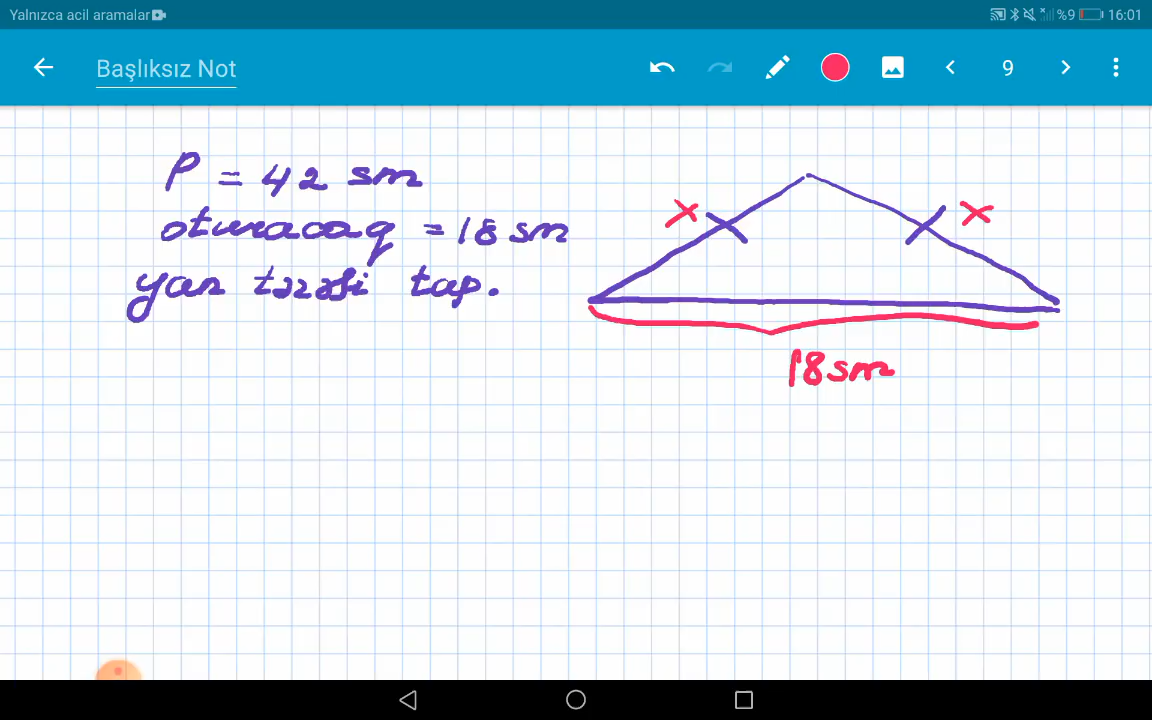 Yalnızca acil aramalar %9 16:01
Başlıksız Not 9
P = 42 sm
oturacaq = 18 sm
yan tərəfi tap.
x x
18sm